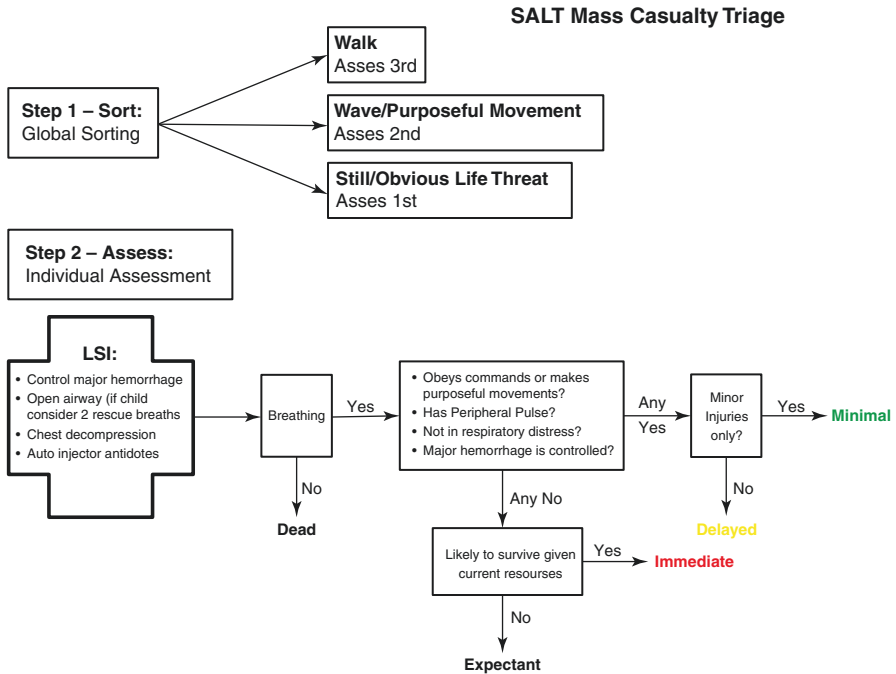 SALT Mass Casualty Triage
Step 1 – Sort:
Global Sorting
Walk
Asses 3rd
Wave/Purposeful Movement
Asses 2nd
Still/Obvious Life Threat
Asses 1st
Step 2 – Assess:
Individual Assessment
LSI:
• Control major hemorrhage
• Open airway (if child
consider 2 rescue breaths
• Chest decompression
• Auto injector antidotes
Breathing
Yes
No
Dead
• Obeys commands or makes
purposeful movements?
• Has Peripheral Pulse?
• Not in respiratory distress?
• Major hemorrhage is controlled?
Any
Yes
Minor
Injuries
only?
Yes
Minimal
No
Delayed
Any No
Likely to survive given
current resourses
Yes
Immediate
No
Expectant